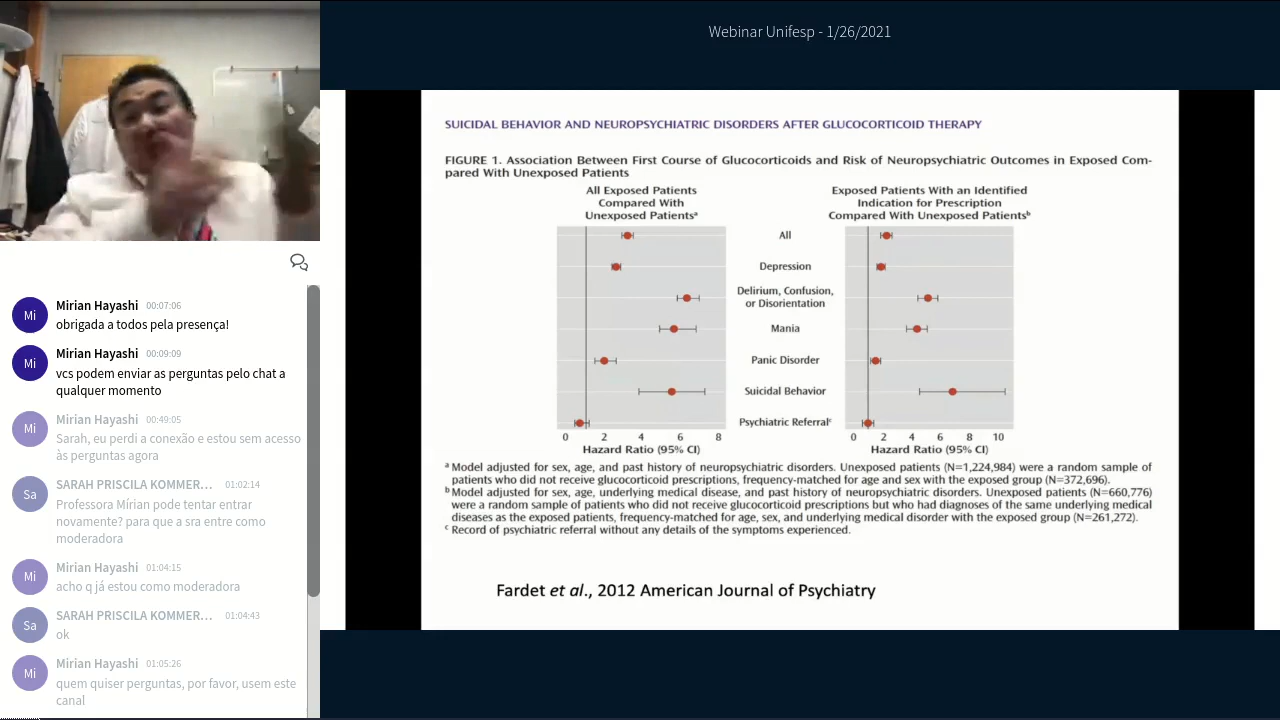 Webinar Unifesp - 1/26/2021
Mi
Mirian Hayashi 00:07:06
obrigada a todos pela presença!
Mi
Mirian Hayashi 00:09:09
vcs podem enviar as perguntas pelo chat a
qualquer momento
Mi
Mirian Hayashi 00:49:05
Sarah, eu perdi a conexão e estou sem acesso
às perguntas agora
Sa
SARAH PRISCILA KOMMER... 01:02:14
Professora Mírian pode tentar entrar
novamente? para que a sra entre como
moderadora
Mi
Mirian Hayashi 01:04:15
acho q já estou como moderadora
Sa
SARAH PRISCILA KOMMER... 01:04:43
ok
Mi
Mirian Hayashi 01:05:26
quem quiser perguntas, por favor, usem este
canal
SUICIDAL BEHAVIOR AND NEUROPSYCHIATRIC DISORDERS AFTER GLUCOCORTICOID THERAPY
FIGURE 1. Association Between First Course of Glucocorticoids and Risk of Neuropsychiatric Outcomes in Exposed Com-
pared With Unexposed Patients
All Exposed Patients
Compared With
Unexposed Patientsᵃ
Exposed Patients With an Identified
Indication for Prescription
Compared With Unexposed Patientsᵇ
All
Depression
Delirium, Confusion,
or Disorientation
Mania
Panic Disorder
Suicidal Behavior
Psychiatric Referralᶜ
0 2 4 6 8
Hazard Ratio (95% CI)
0 2 4 6 8 10
Hazard Ratio (95% CI)
ᵃ Model adjusted for sex, age, and past history of neuropsychiatric disorders. Unexposed patients (N=1,224,984) were a random sample of
patients who did not receive glucocorticoid prescriptions, frequency-matched for age and sex with the exposed group (N=372,696).
ᵇ Model adjusted for sex, age, underlying medical disease, and past history of neuropsychiatric disorders. Unexposed patients (N=660,776)
were a random sample of patients who did not receive glucocorticoid prescriptions but who had diagnoses of the same underlying medical
diseases as the exposed patients, frequency-matched for age, sex, and underlying medical disorder with the exposed group (N=261,272).
ᶜ Record of psychiatric referral without any details of the symptoms experienced.
Fardet et al., 2012 American Journal of Psychiatry